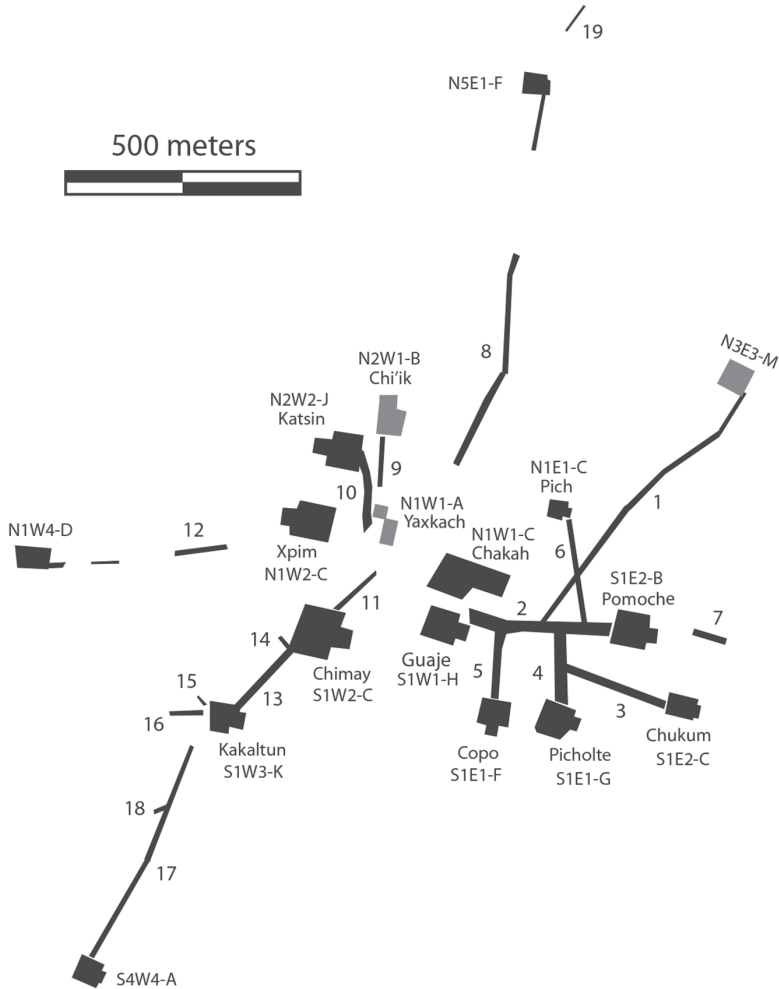 19
N5E1-F
500 meters
8
N3E3-M
N2W1-B
Chi'ik
N2W2-J
Katsin
9
10
N1E1-C
Pich
1
N1W1-A
Yaxkach
N1W4-D
12
Xpim
N1W2-C
N1W1-C
Chakah
6
S1E2-B
Pomoche
11
2
7
14
Chimay
S1W2-C
Guaje
S1W1-H
5
4
3
15
13
16
Kakaltun
S1W3-K
Copo
S1E1-F
Picholte
S1E1-G
Chukum
S1E2-C
18
17
S4W4-A